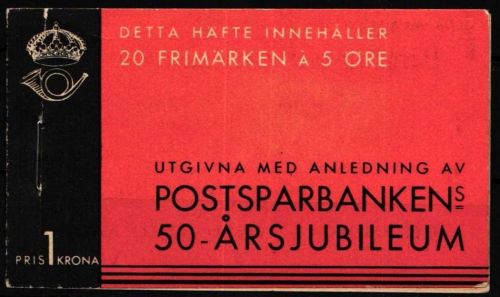 DETTA HÄFTE INNEHÅLLER
20 FRIMÄRKEN À 5 ÖRE
UTGIVNA MED ANLEDNING AV
POSTSPARBANKENS
50-ÅRSJUBILEUM
PRIS 1 KRONA